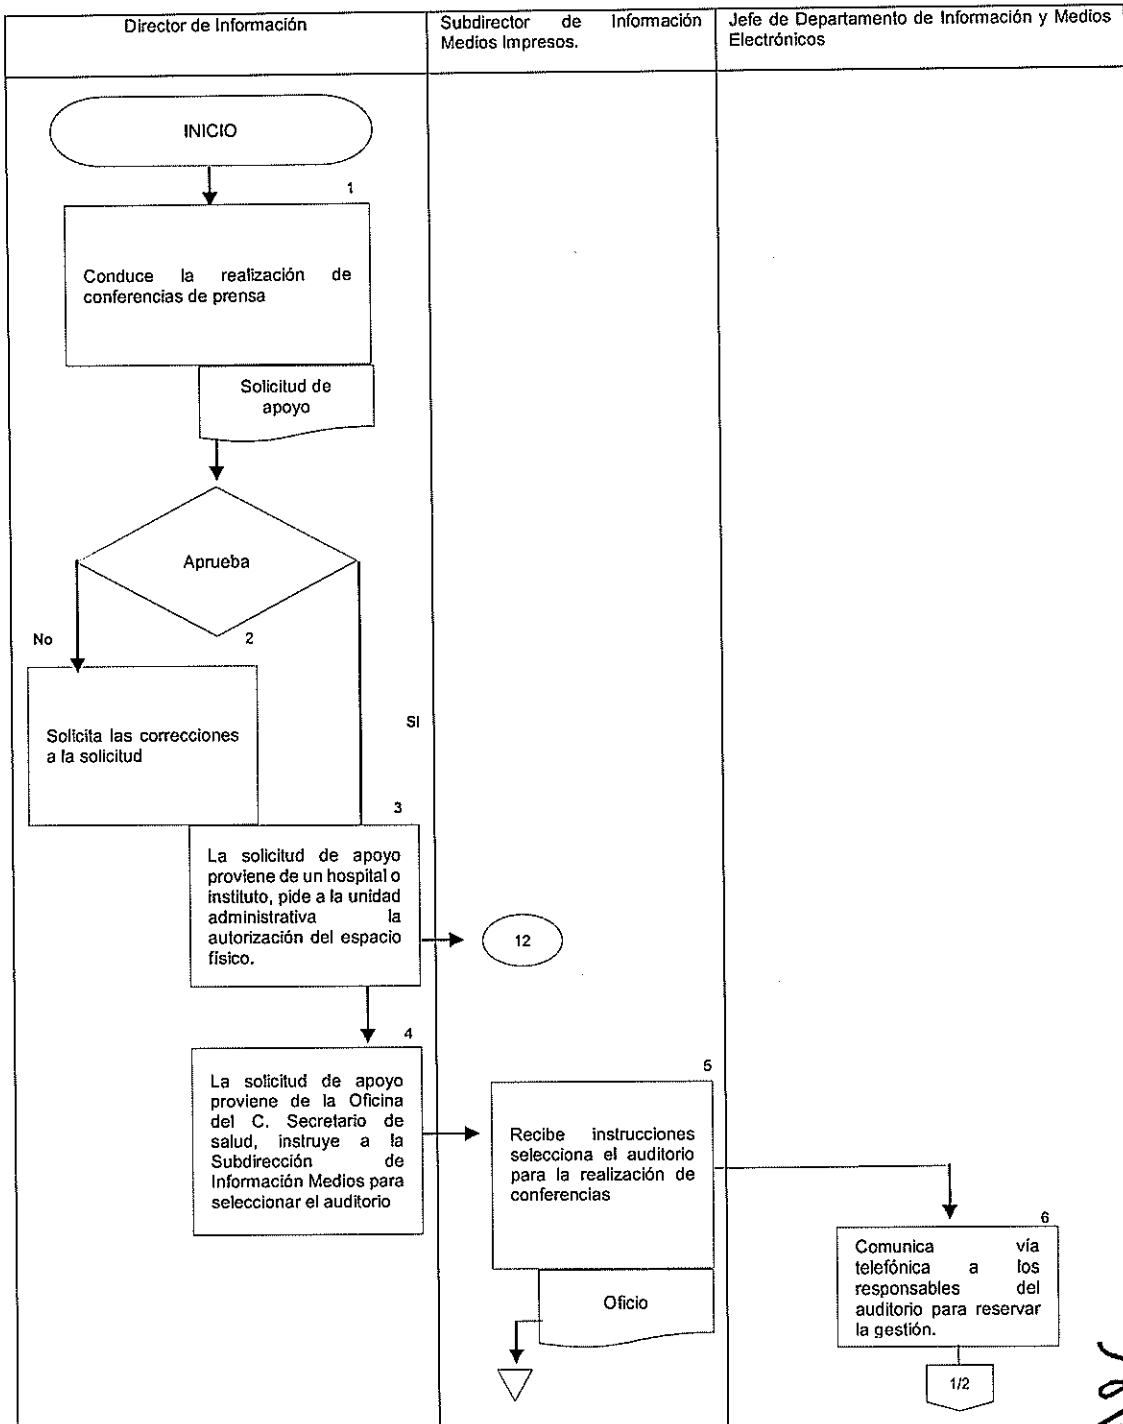 Director de Información
Subdirector de Información
Medios Impresos.
Jefe de Departamento de Información y Medios
Electrónicos
INICIO
1
Conduce la realización de
conferencias de prensa
Solicitud de
apoyo
Aprueba
No
2
Solicita las correcciones
a la solicitud
SI
3
La solicitud de apoyo
proviene de un hospital o
instituto, pide a la unidad
administrativa la
autorización del espacio
físico.
12
4
La solicitud de apoyo
proviene de la Oficina
del C. Secretario de
salud, instruye a la
Subdirección de
Información Medios para
seleccionar el auditorio
5
Recibe instrucciones
selecciona el auditorio
para la realización de
conferencias
Oficio
6
Comunica vía
telefónica a los
responsables del
auditorio para reservar
la gestión.
1/2